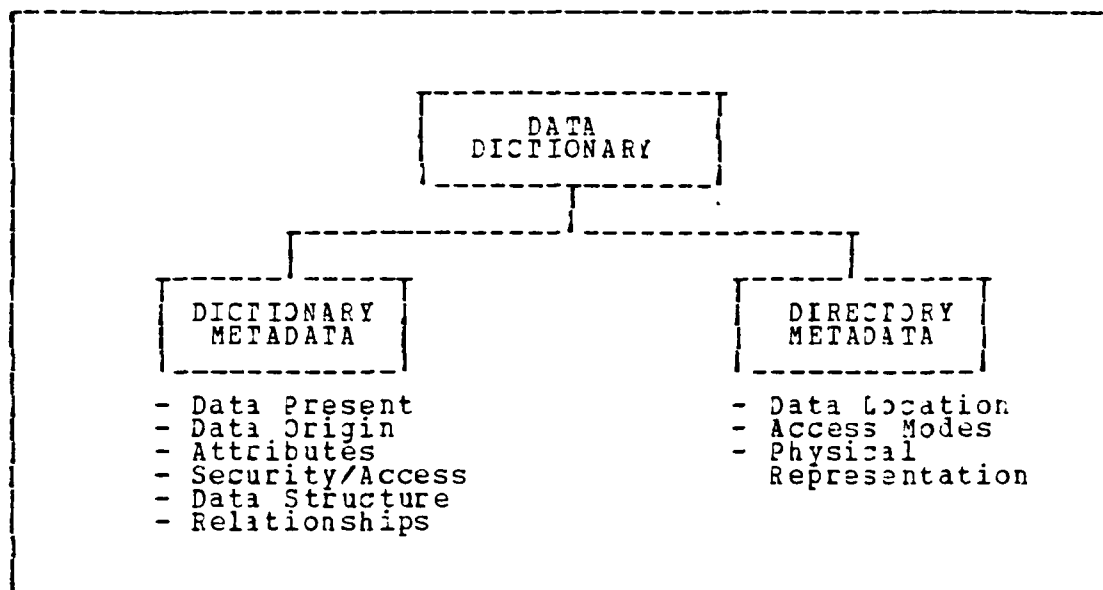 DATA
DICTIONARY
DICTIONARY
METADATA
- Data Present
- Data Origin
- Attributes
- Security/Access
- Data Structure
- Relationships
DIRECTORY
METADATA
- Data Location
- Access Modes
- Physical
Representation